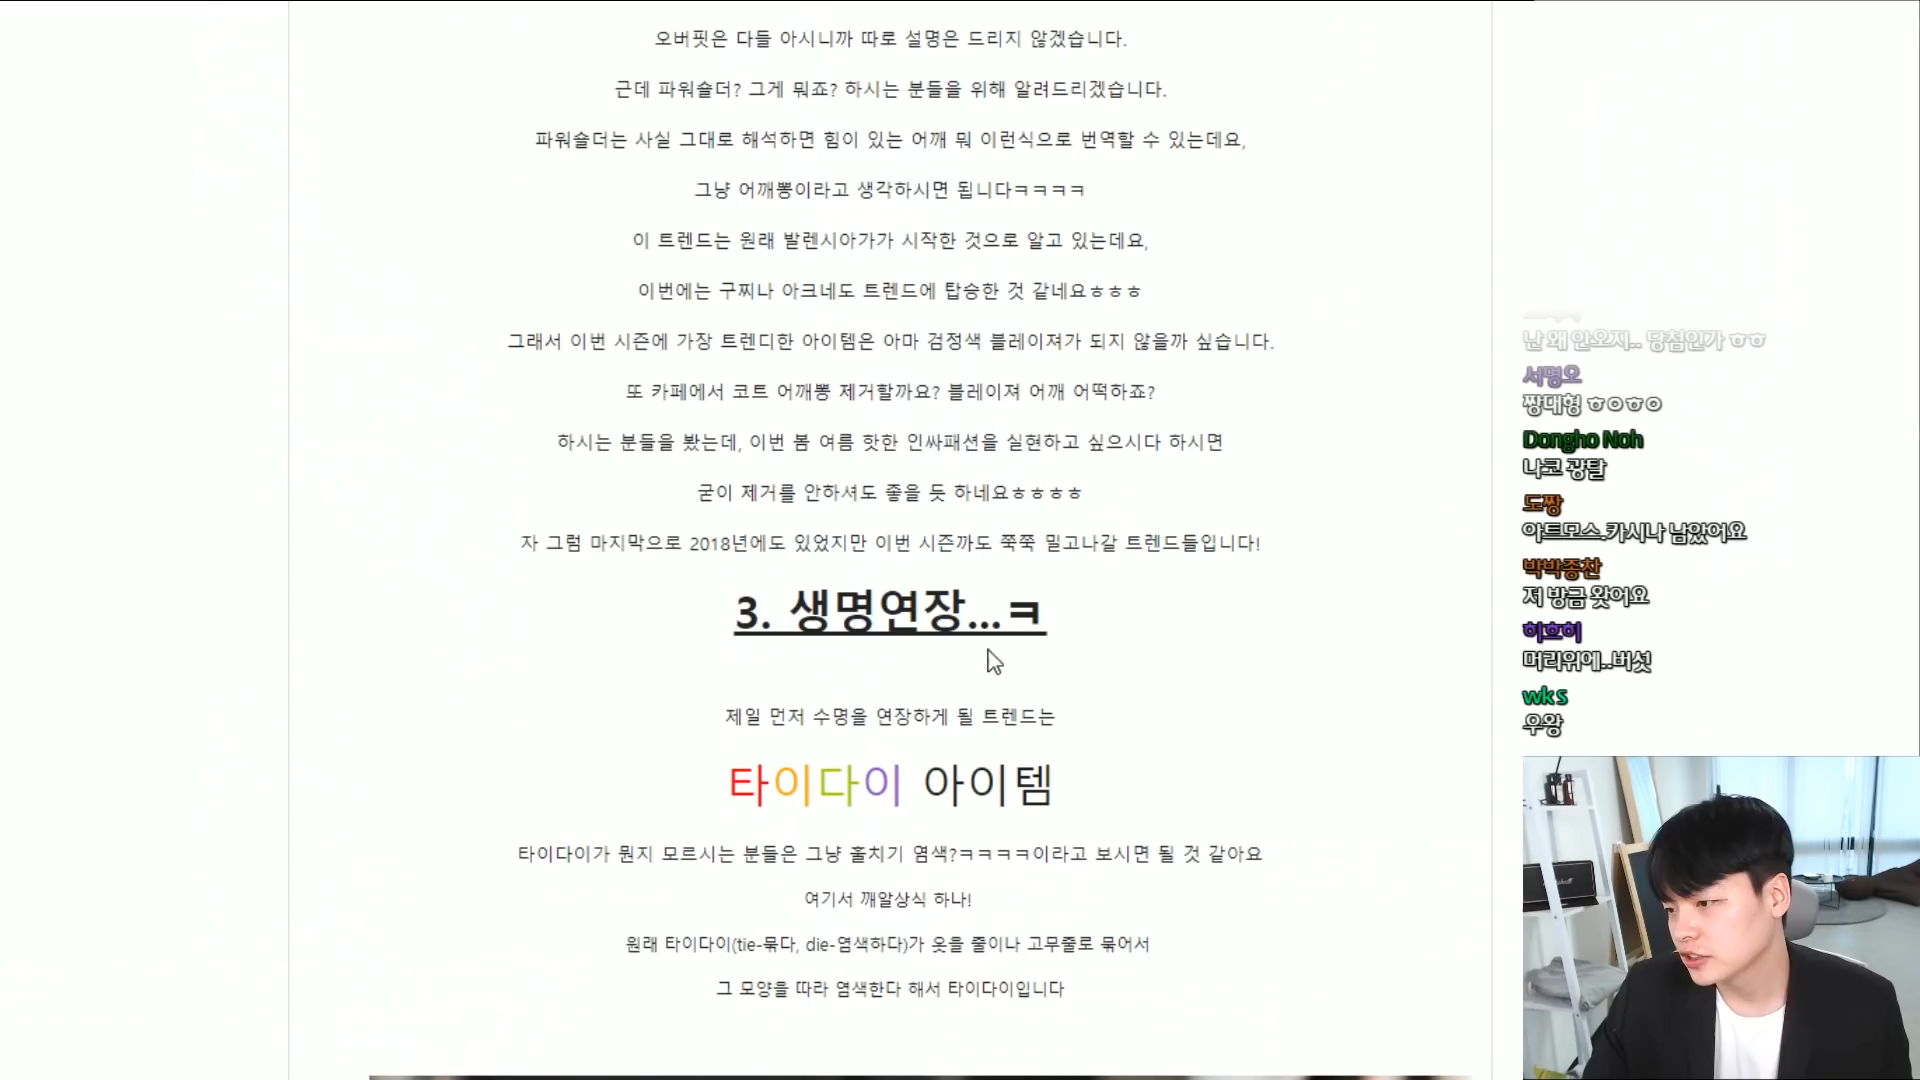 오버핏은 다들 아시니까 따로 설명은 드리지 않겠습니다.
근데 파워숄더? 그게 뭐죠? 하시는 분들을 위해 알려드리겠습니다.
파워숄더는 사실 그대로 해석하면 힘이 있는 어깨 뭐 이런식으로 번역할 수 있는데요,
그냥 어깨뽕이라고 생각하시면 됩니다ㅋㅋㅋㅋ
이 트렌드는 원래 발렌시아가가 시작한 것으로 알고 있는데요,
이번에는 구찌나 아크네도 트렌드에 탑승한 것 같네요ㅎㅎㅎ
그래서 이번 시즌에 가장 트렌디한 아이템은 아마 검정색 블레이져가 되지 않을까 싶습니다.
또 카페에서 코트 어깨뽕 제거할까요? 블레이져 어깨 어떡하죠?
하시는 분들을 봤는데, 이번 봄 여름 핫한 인싸패션을 실현하고 싶으시다 하시면
굳이 제거를 안하셔도 좋을 듯 하네요ㅎㅎㅎㅎ
자 그럼 마지막으로 2018년에도 있었지만 이번 시즌까도 쭉쭉 밀고나갈 트렌드들입니다!
3. 생명연장...ㅋ
제일 먼저 수명을 연장하게 될 트렌드는
타이다이 아이템
타이다이가 뭔지 모르시는 분들은 그냥 홀치기 염색?ㅋㅋㅋㅋ이라고 보시면 될 것 같아요
여기서 깨알상식 하나!
원래 타이다이(tie-묶다, die-염색하다)가 옷을 줄이나 고무줄로 묶어서
그 모양을 따라 염색한다 해서 타이다이입니다
난 왜 안오지.. 당첨인가 ㅎㅎ
서명오
짱대형 ㅎㅇㅎㅇ
Dongho Noh
나코 광탈
도짱
아트모스.카시나 남았어요
박박종찬
저 방금 왓어요
히흐히
머리위에..버섯
wk s
우왕